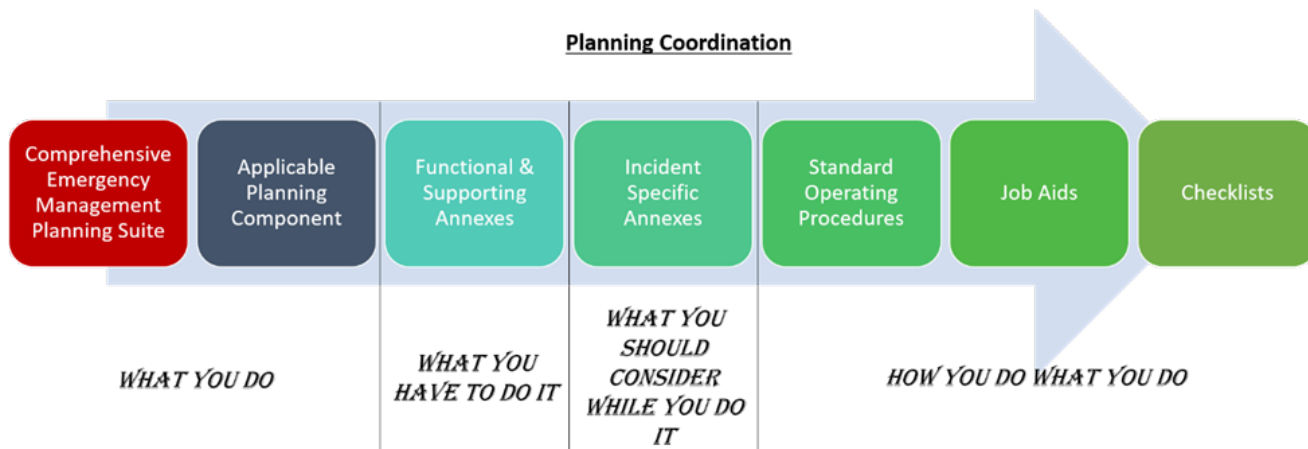 Planning Coordination
Comprehensive
Emergency
Management
Planning Suite
Applicable
Planning
Component
Functional &
Supporting
Annexes
Incident
Specific
Annexes
Standard
Operating
Procedures
Job Aids
Checklists
WHAT YOU DO
WHAT YOU
HAVE TO DO IT
WHAT YOU
SHOULD
CONSIDER
WHILE YOU DO
IT
HOW YOU DO WHAT YOU DO